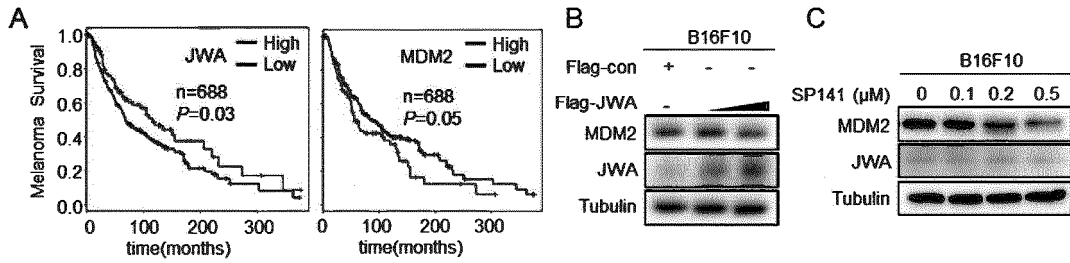 A
Melanoma Survival
1.0
0.8
0.6
0.4
0.2
0.0
JWA
High
Low
n=688
P=0.03
0 100 200 300
time(months)
MDM2
High
Low
n=688
P=0.05
0 100 200 300
time(months)
B
B16F10
Flag-con + - -
Flag-JWA -
MDM2
JWA
Tubulin
C
B16F10
SP141 (μM) 0 0.1 0.2 0.5
MDM2
JWA
Tubulin